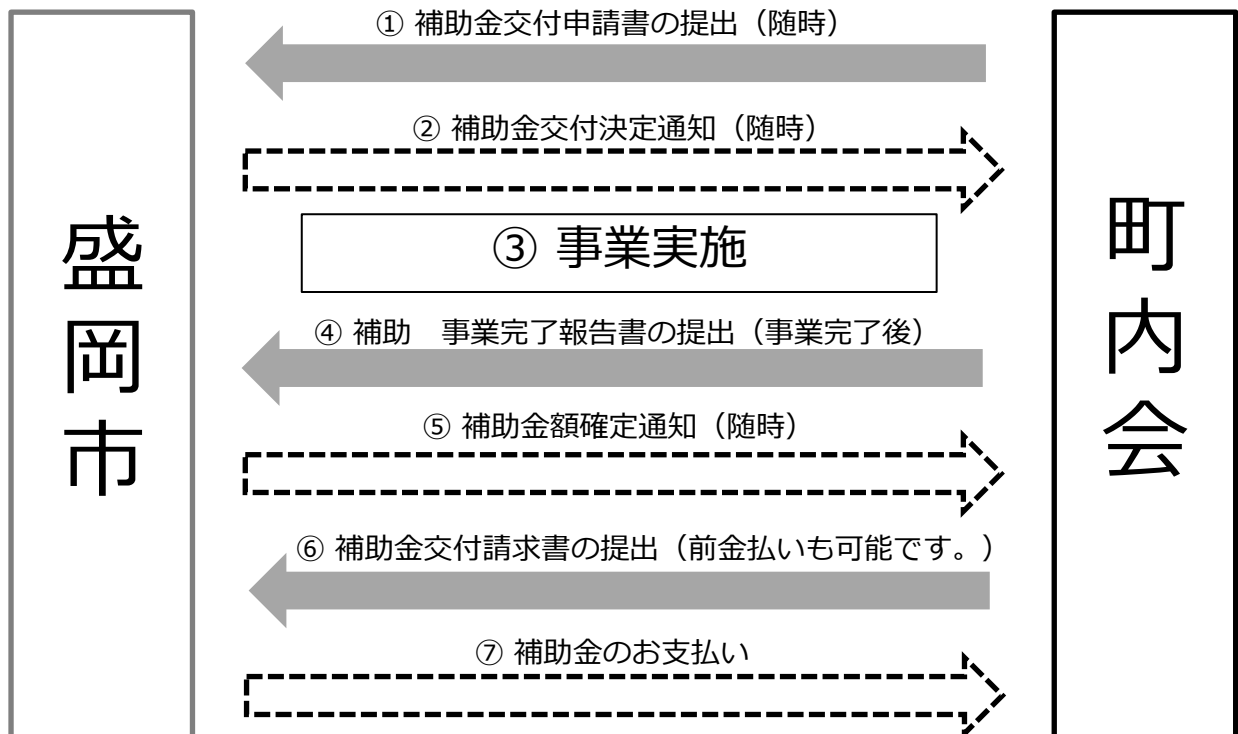 ① 補助金交付申請書の提出（随時）
② 補助金交付決定通知（随時）
③ 事業実施
④ 補助　事業完了報告書の提出（事業完了後）
⑤ 補助金額確定通知（随時）
⑥ 補助金交付請求書の提出（前金払いも可能です。）
⑦ 補助金のお支払い
盛岡市
町内会